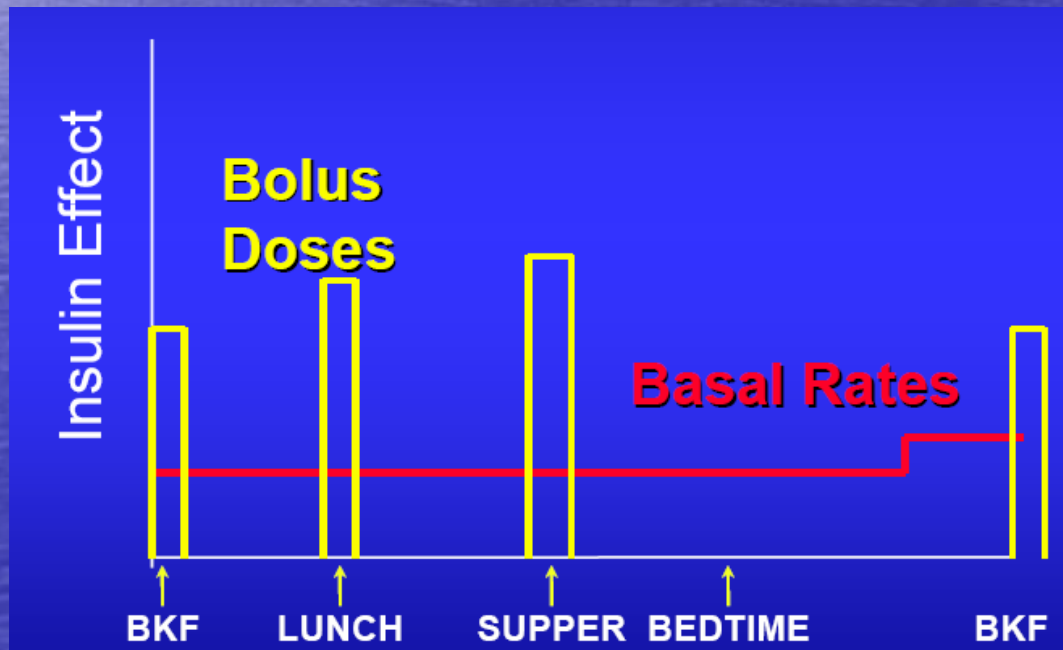 Insulin Effect
Bolus
Doses
Basal Rates
BKF LUNCH SUPPER BEDTIME BKF